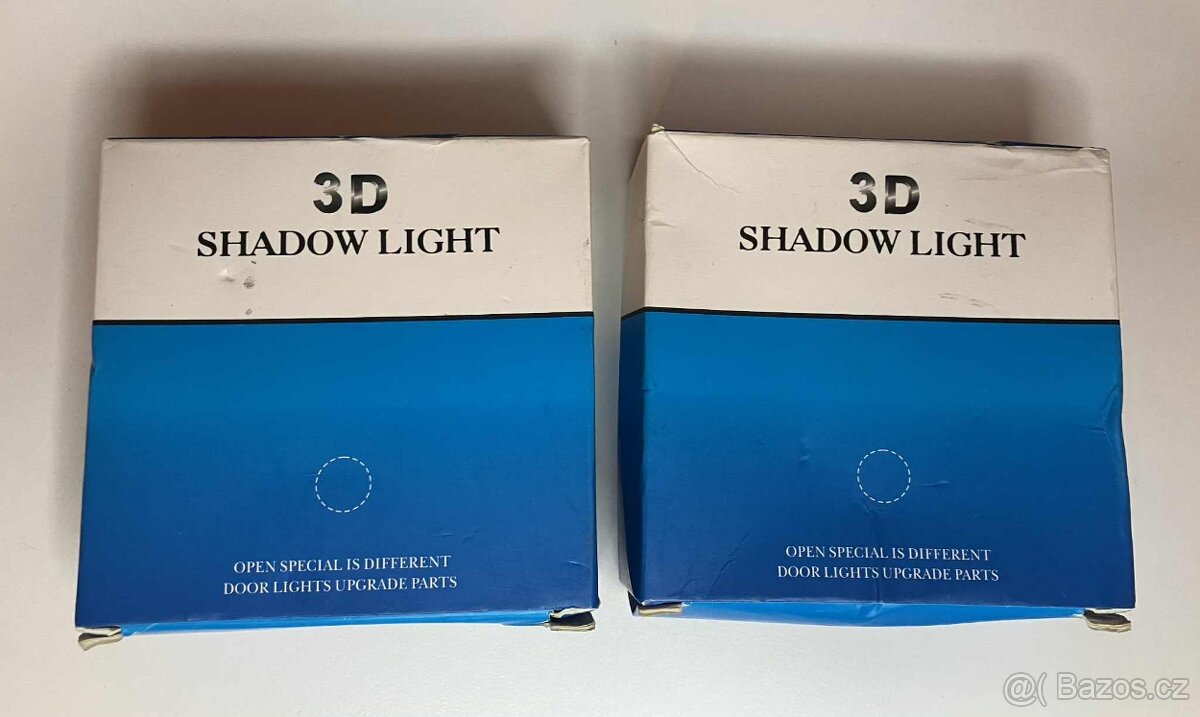 3D
SHADOW LIGHT
OPEN SPECIAL IS DIFFERENT
DOOR LIGHTS UPGRADE PARTS
3D
SHADOW LIGHT
OPEN SPECIAL IS DIFFERENT
DOOR LIGHTS UPGRADE PARTS
@( Bazos.cz